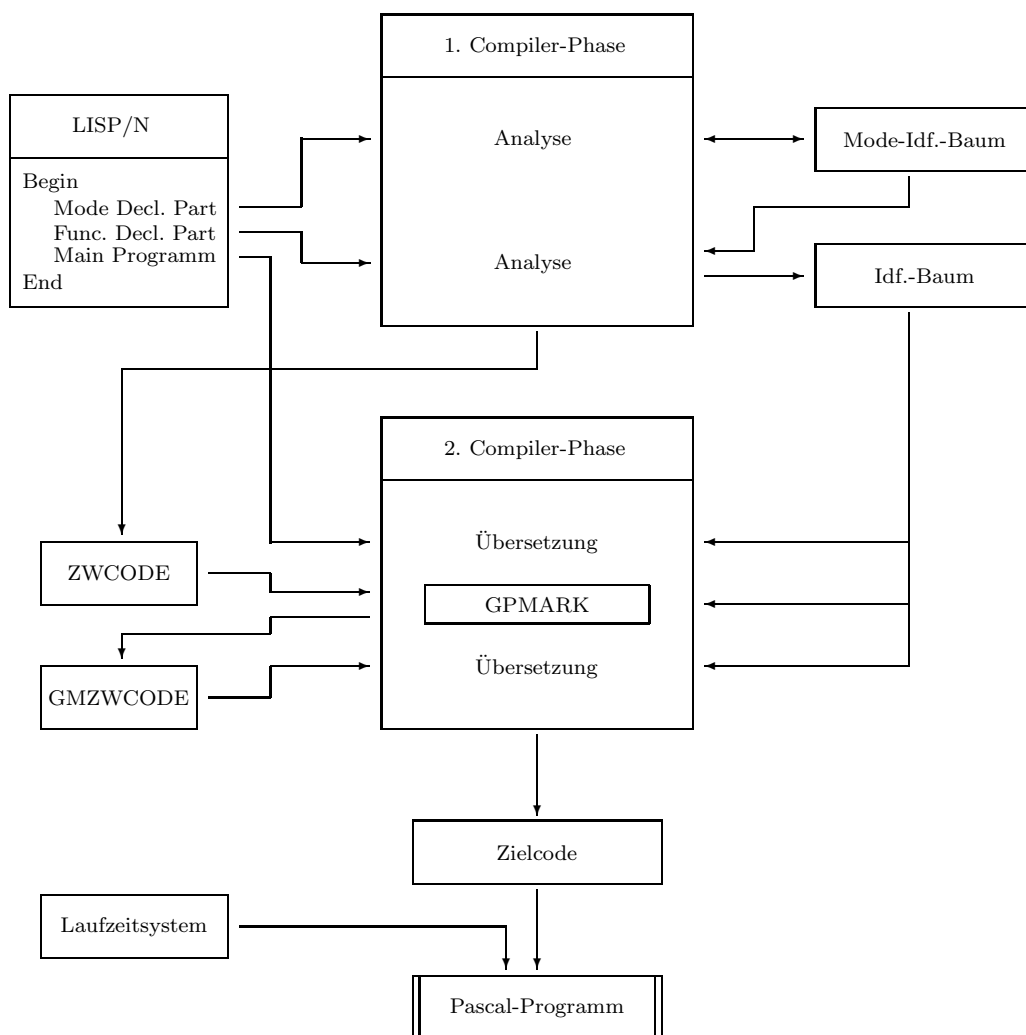 1. Compiler-Phase
LISP/N
Analyse
Mode-Idf.-Baum
Begin
Mode Decl. Part
Func. Decl. Part
Main Programm
End
Analyse
Idf.-Baum
2. Compiler-Phase
Übersetzung
ZWCODE
GPMARK
Übersetzung
GMZWCODE
Zielcode
Laufzeitsystem
Pascal-Programm